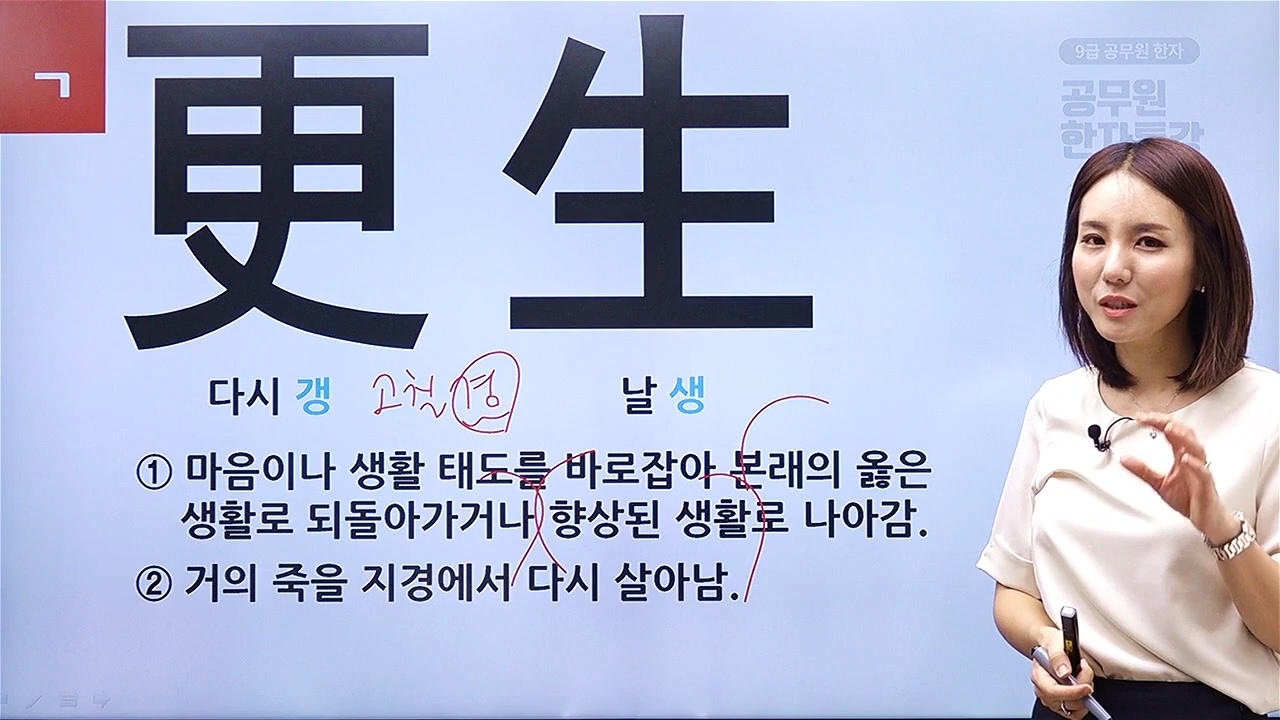 ㄱ
更生
9급 공무원 한자
공무원
한자특강
다시 갱 고칠 경 날 생
① 마음이나 생활 태도를 바로잡아 본래의 옳은
생활로 되돌아가거나 향상된 생활로 나아감.
② 거의 죽을 지경에서 다시 살아남.